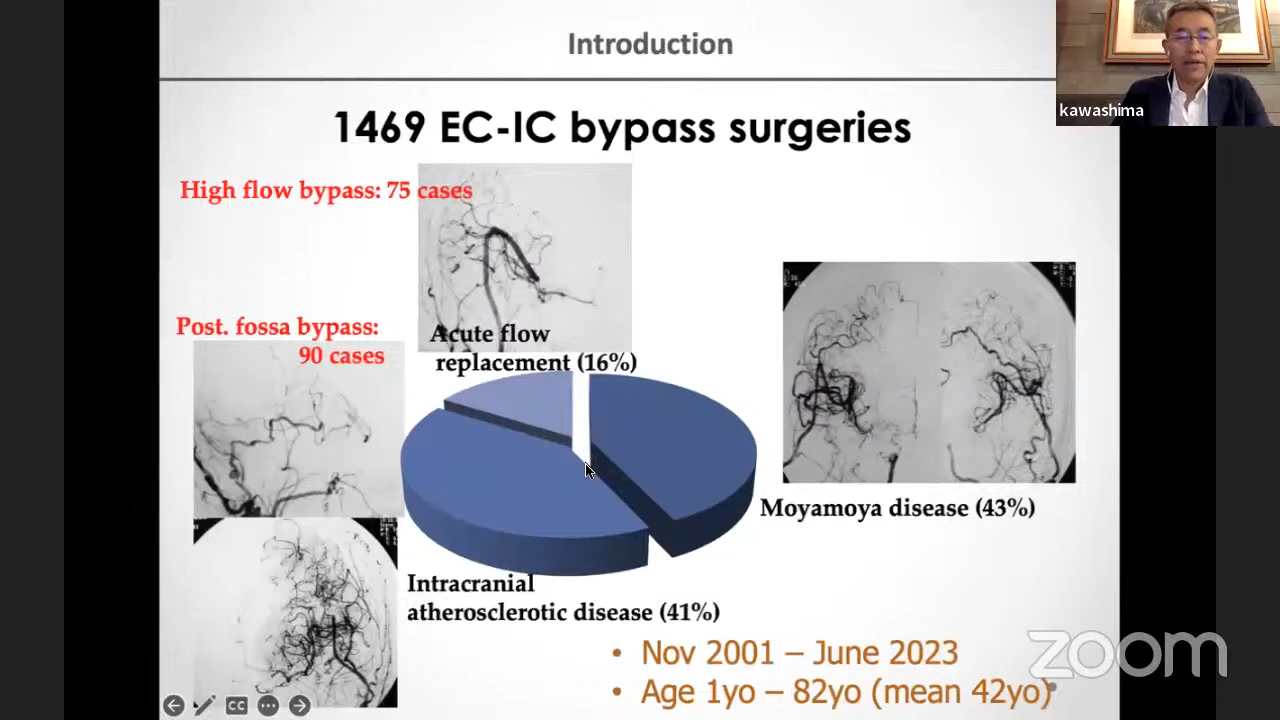 Introduction
kawashima
1469 EC-IC bypass surgeries
High flow bypass: 75 cases
Post. fossa bypass:
90 cases
Acute flow
replacement (16%)
Moyamoya disease (43%)
Intracranial
atherosclerotic disease (41%)
• Nov 2001 – June 2023
• Age 1yo – 82yo (mean 42yo)
zoom
CC